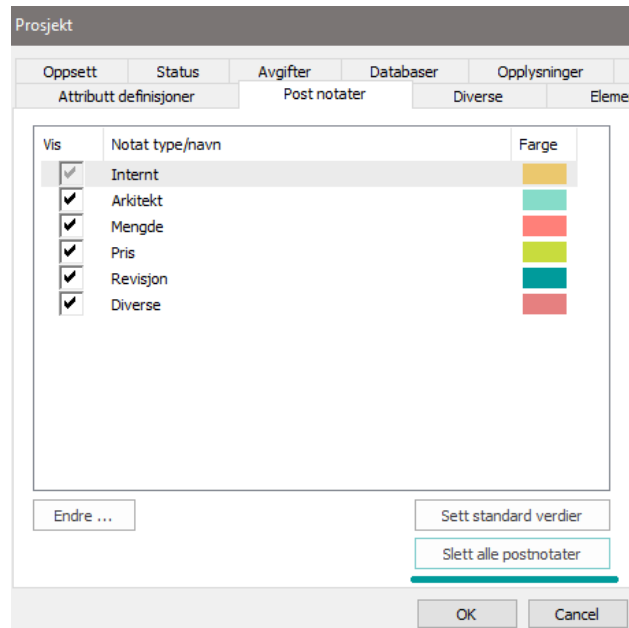 Prosjekt
Oppsett Status Avgifter Databaser Opplysninger
Attributt definisjoner Post notater Diverse Eleme
Vis Notat type/navn Farge
Internt
Arkitekt
Mengde
Pris
Revisjon
Diverse
Endre ... Sett standard verdier
Slett alle postnotater
OK Cancel